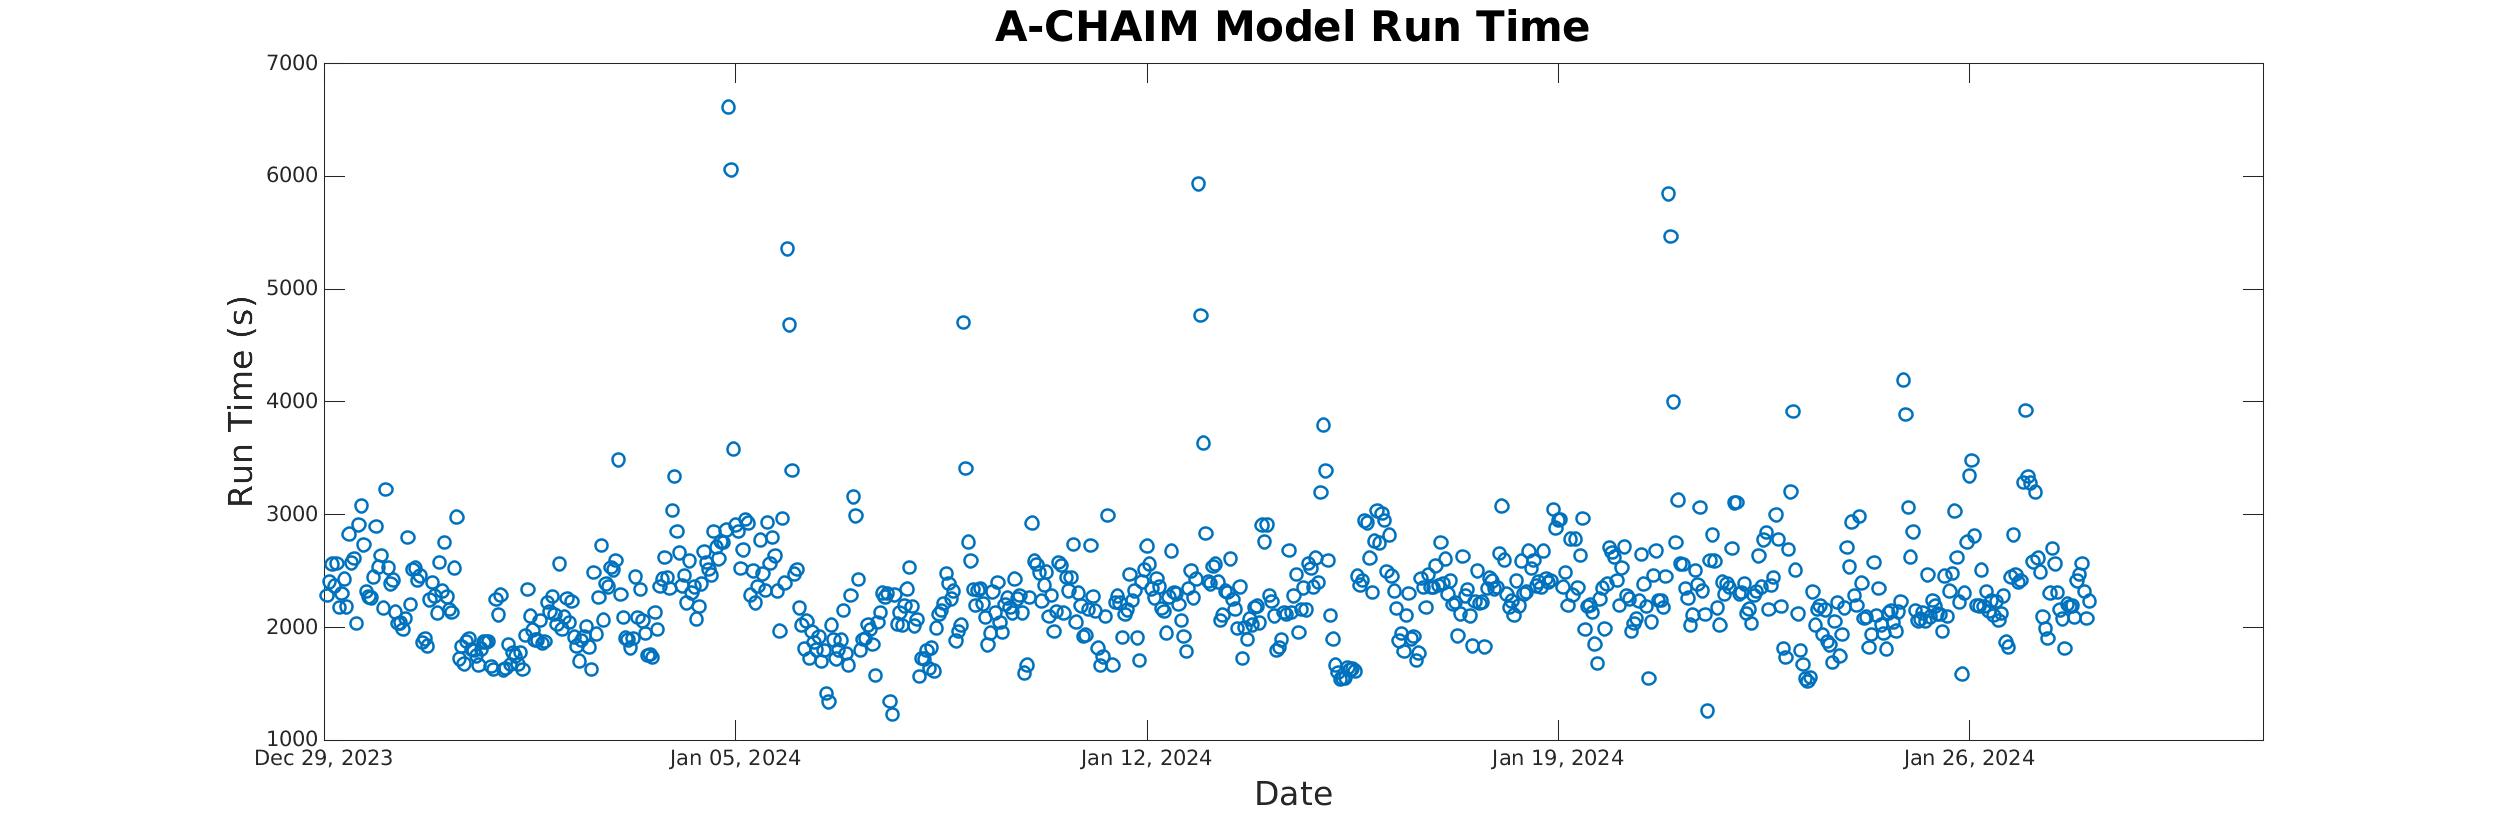 A-CHAIM Model Run Time
7000
6000
5000
4000
3000
2000
1000
Run Time (s)
Dec 29, 2023
Jan 05, 2024
Jan 12, 2024
Jan 19, 2024
Jan 26, 2024
Date